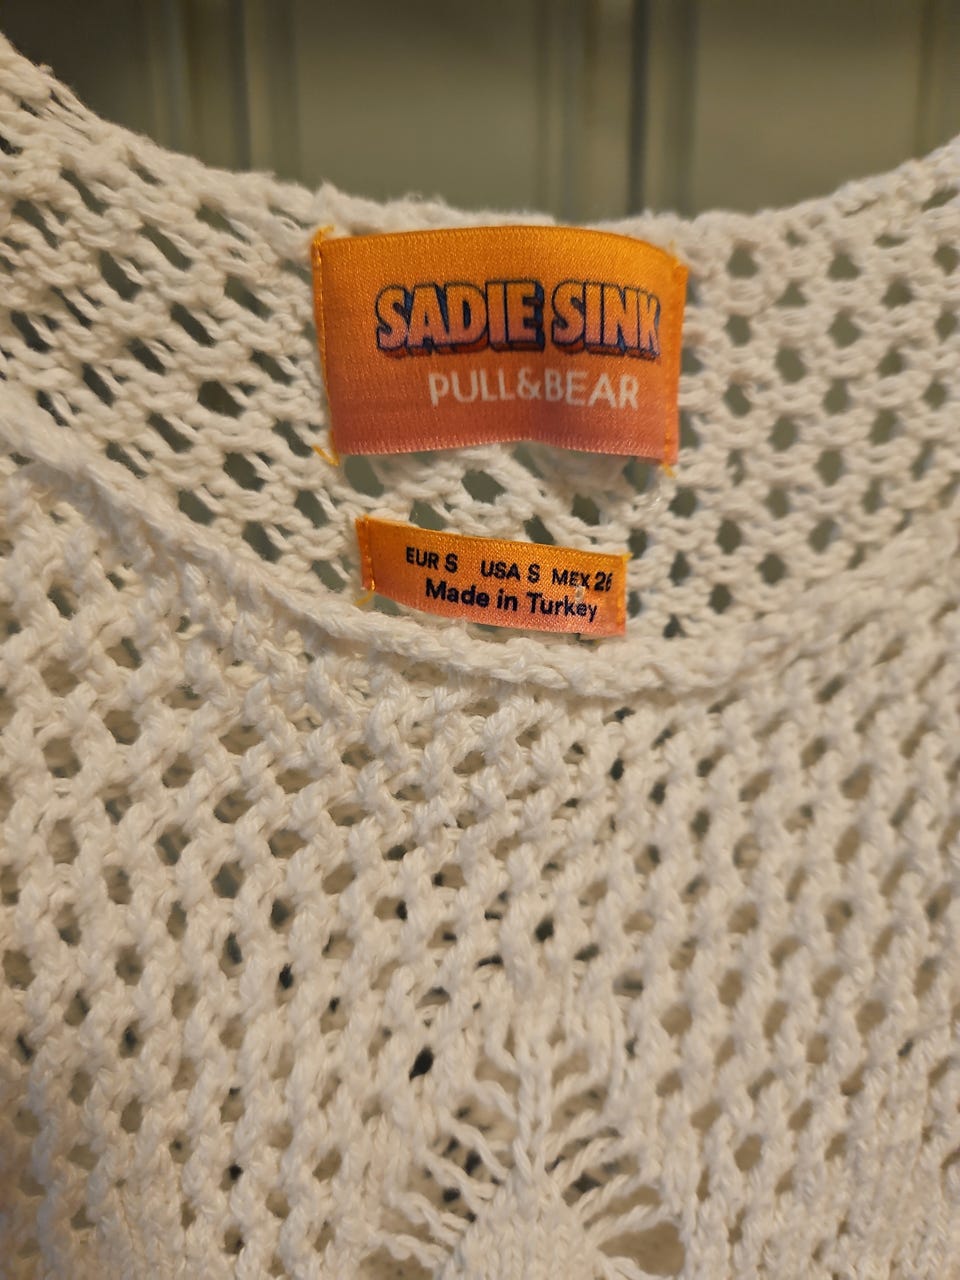 SADIE SINK
PULL&BEAR
EUR S USA S MEX 26
Made in Turkey